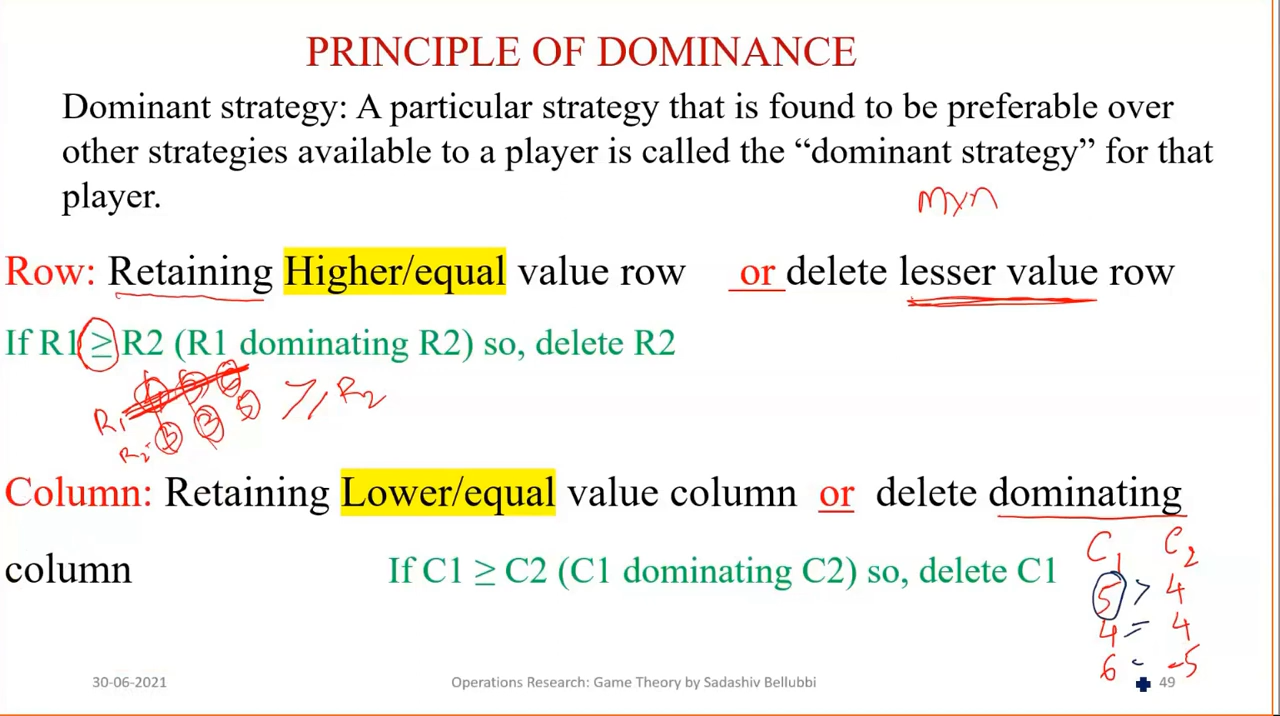 PRINCIPLE OF DOMINANCE
Dominant strategy: A particular strategy that is found to be preferable over
other strategies available to a player is called the “dominant strategy” for that
player.
m×n
Row: Retaining Higher/equal value row or delete lesser value row
If R1 ≥ R2 (R1 dominating R2) so, delete R2
R1 ≥ R2
R2
Column: Retaining Lower/equal value column or delete dominating
column If C1 ≥ C2 (C1 dominating C2) so, delete C1
C1 C2
5 > 4
4 = 4
6 -5
30-06-2021 Operations Research: Game Theory by Sadashiv Bellubbi 49